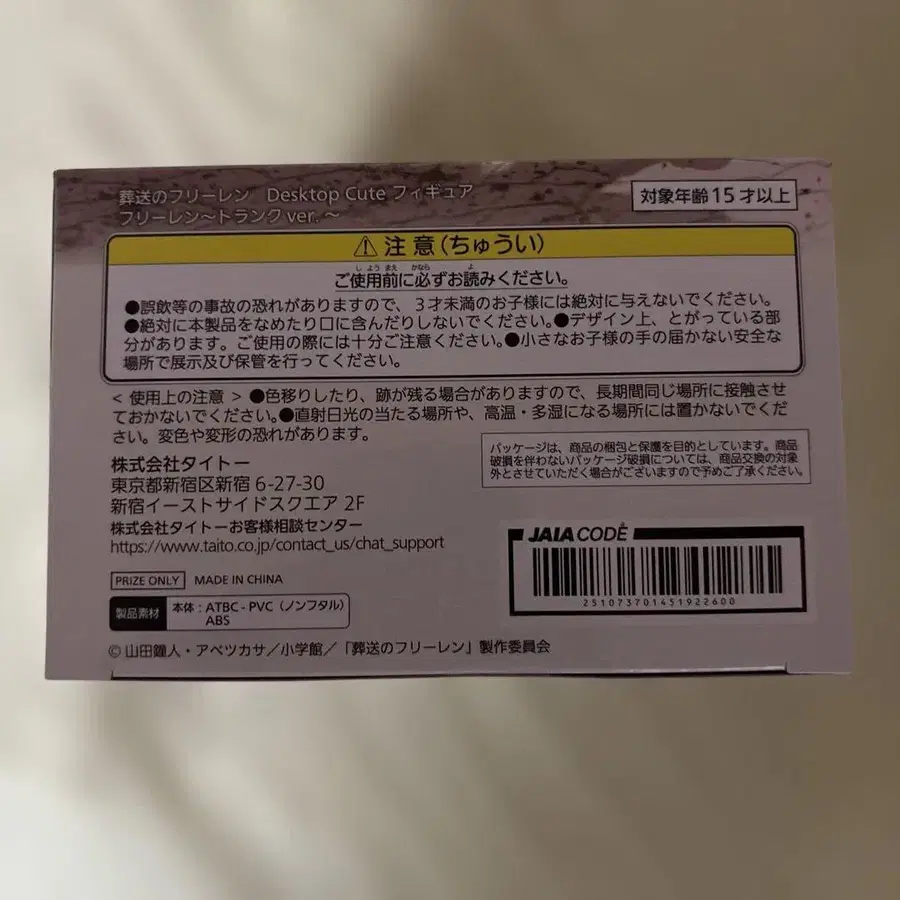 葬送のフリーレン Desktop Cute フィギュア
フリーレン～トランク ver. ～
対象年齢 15 才以上
⚠ 注意（ちゅうい）
しようまえ かなら よ
ご使用前に必ずお読みください。
●誤飲等の事故の恐れがありますので、３才未満のお子様には絶対に与えないでください。
●絶対に本製品をなめたり口に含んだりしないでください。●デザイン上、とがっている部
分があります。ご使用の際には十分ご注意ください。●小さなお子様の手の届かない安全な
場所で展示及び保管を行ってください。
< 使用上の注意 > ●色移りしたり、跡が残る場合がありますので、長期間同じ場所に接触させ
ておかないでください。●直射日光の当たる場所や、高温・多湿になる場所には置かないでくだ
さい。変色や変形の恐れがあります。
パッケージは、商品の梱包と保護を目的としています。商品
破損を伴わないパッケージ破損については、商品交換の対象
外とさせていただく場合がございますので予めご了承ください。
株式会社タイトー
東京都新宿区新宿 6-27-30
新宿イーストサイドスクエア 2F
株式会社タイトーお客様相談センター
https://www.taito.co.jp/contact_us/chat_support
JAIA CODE
251073701451922600
PRIZE ONLY MADE IN CHINA
製品素材 本体：ATBC - PVC（ノンフタル）
ABS
© 山田鐘人・アベツカサ／小学館／「葬送のフリーレン」製作委員会